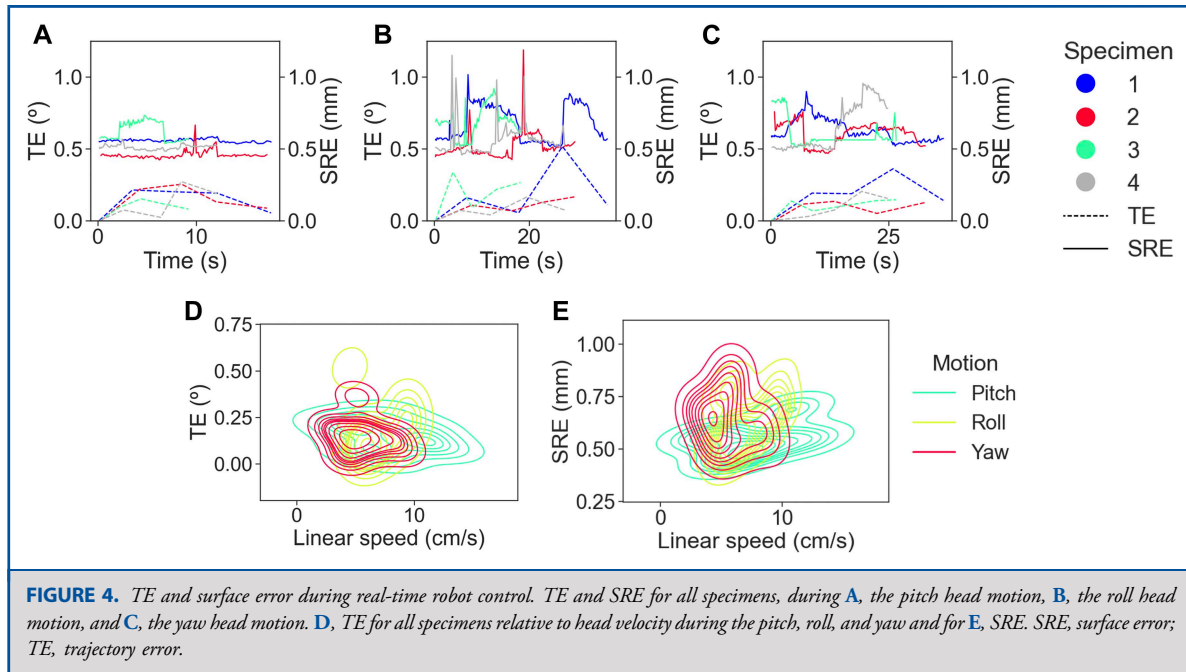 A
B
C
1.0
0.5
0.0
TE (º)
1.0
0.5
0.0
SRE (mm)
0
10
Time (s)
1.0
0.5
0.0
TE (º)
1.0
0.5
0.0
SRE (mm)
0
20
Time (s)
1.0
0.5
0.0
TE (º)
1.0
0.5
0.0
SRE (mm)
0
25
Time (s)
Specimen
1
2
3
4
TE
SRE
D
0.75
0.50
0.25
0.00
TE (º)
0
10
Linear speed (cm/s)
E
1.00
0.75
0.50
0.25
SRE (mm)
0
10
Linear speed (cm/s)
Motion
Pitch
Roll
Yaw
FIGURE 4. TE and surface error during real-time robot control. TE and SRE for all specimens, during A, the pitch head motion, B, the roll head
motion, and C, the yaw head motion. D, TE for all specimens relative to head velocity during the pitch, roll, and yaw and for E, SRE. SRE, surface error;
TE, trajectory error.